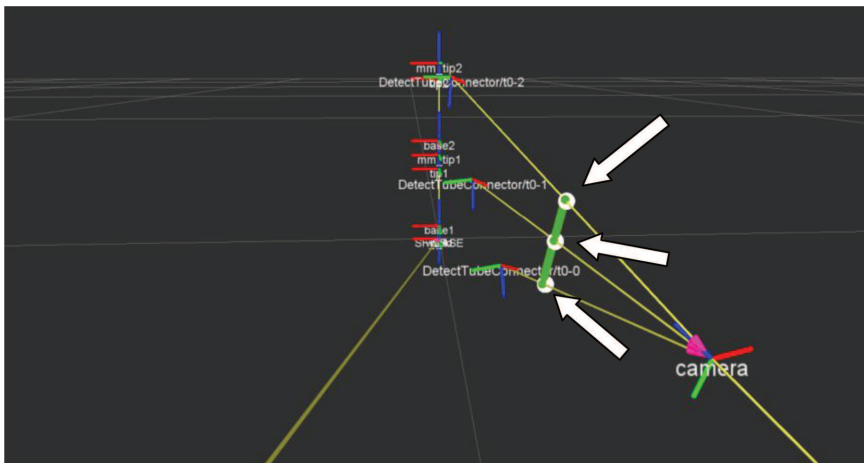 mm_tip2
DetectTubeConnector/t0-2
base2
mm_tip1
tip1
DetectTubeConnector/t0-1
base1
DetectTubeConnector/t0-0
camera